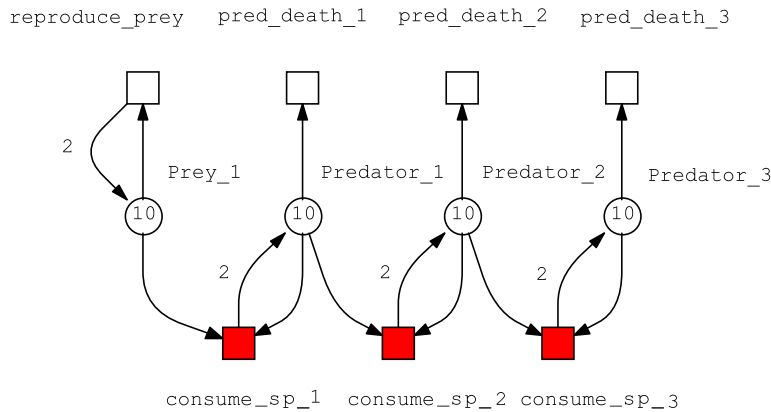 reproduce_prey pred_death_1 pred_death_2 pred_death_3
2
Prey_1 Predator_1 Predator_2 Predator_3
10 10 10 10
2 2 2
consume_sp_1 consume_sp_2 consume_sp_3